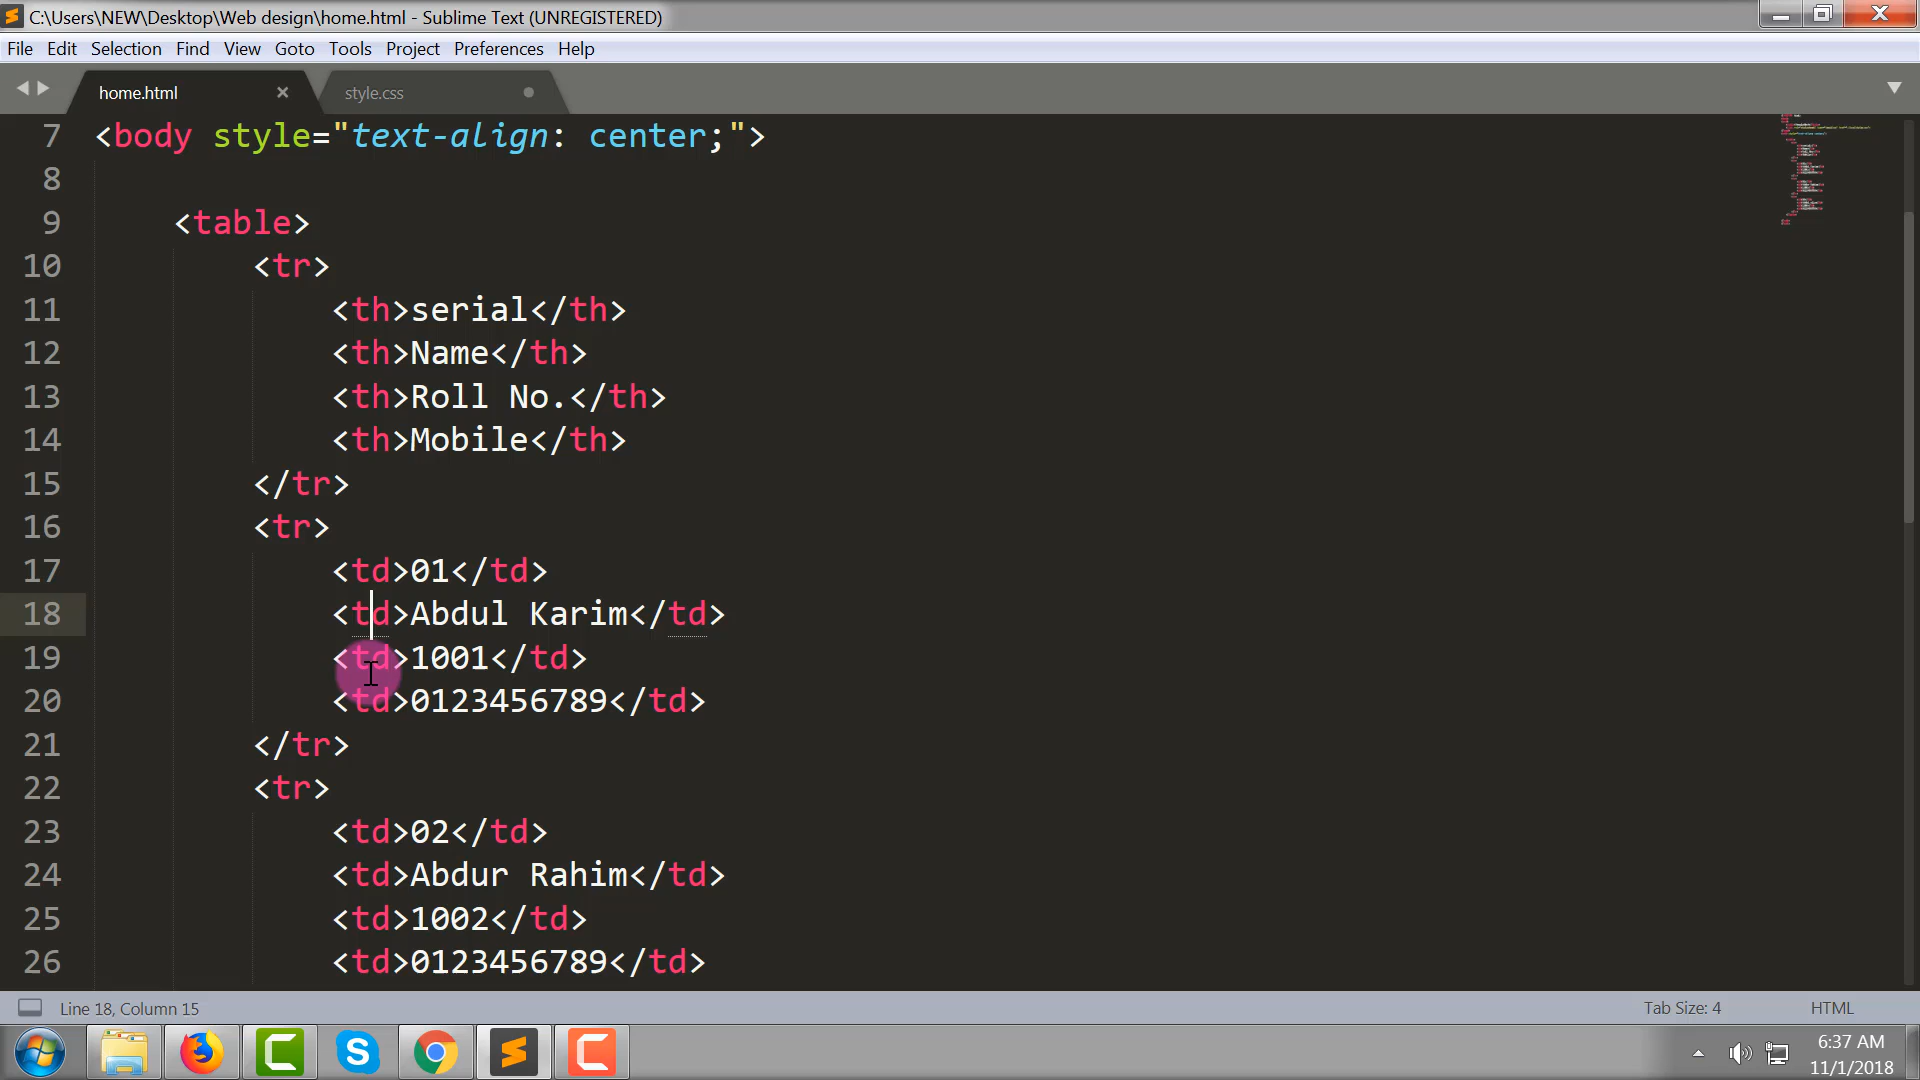 C:\Users\NEW\Desktop\Web design\home.html - Sublime Text (UNREGISTERED)
File Edit Selection Find View Goto Tools Project Preferences Help
home.html style.css
7 <body style="text-align: center;">
8
9 <table>
10 <tr>
11 <th>serial</th>
12 <th>Name</th>
13 <th>Roll No.</th>
14 <th>Mobile</th>
15 </tr>
16 <tr>
17 <td>01</td>
18 <td>Abdul Karim</td>
19 <td>1001</td>
20 <td>0123456789</td>
21 </tr>
22 <tr>
23 <td>02</td>
24 <td>Abdur Rahim</td>
25 <td>1002</td>
26 <td>0123456789</td>
Line 18, Column 15 Tab Size: 4 HTML
6:37 AM
11/1/2018